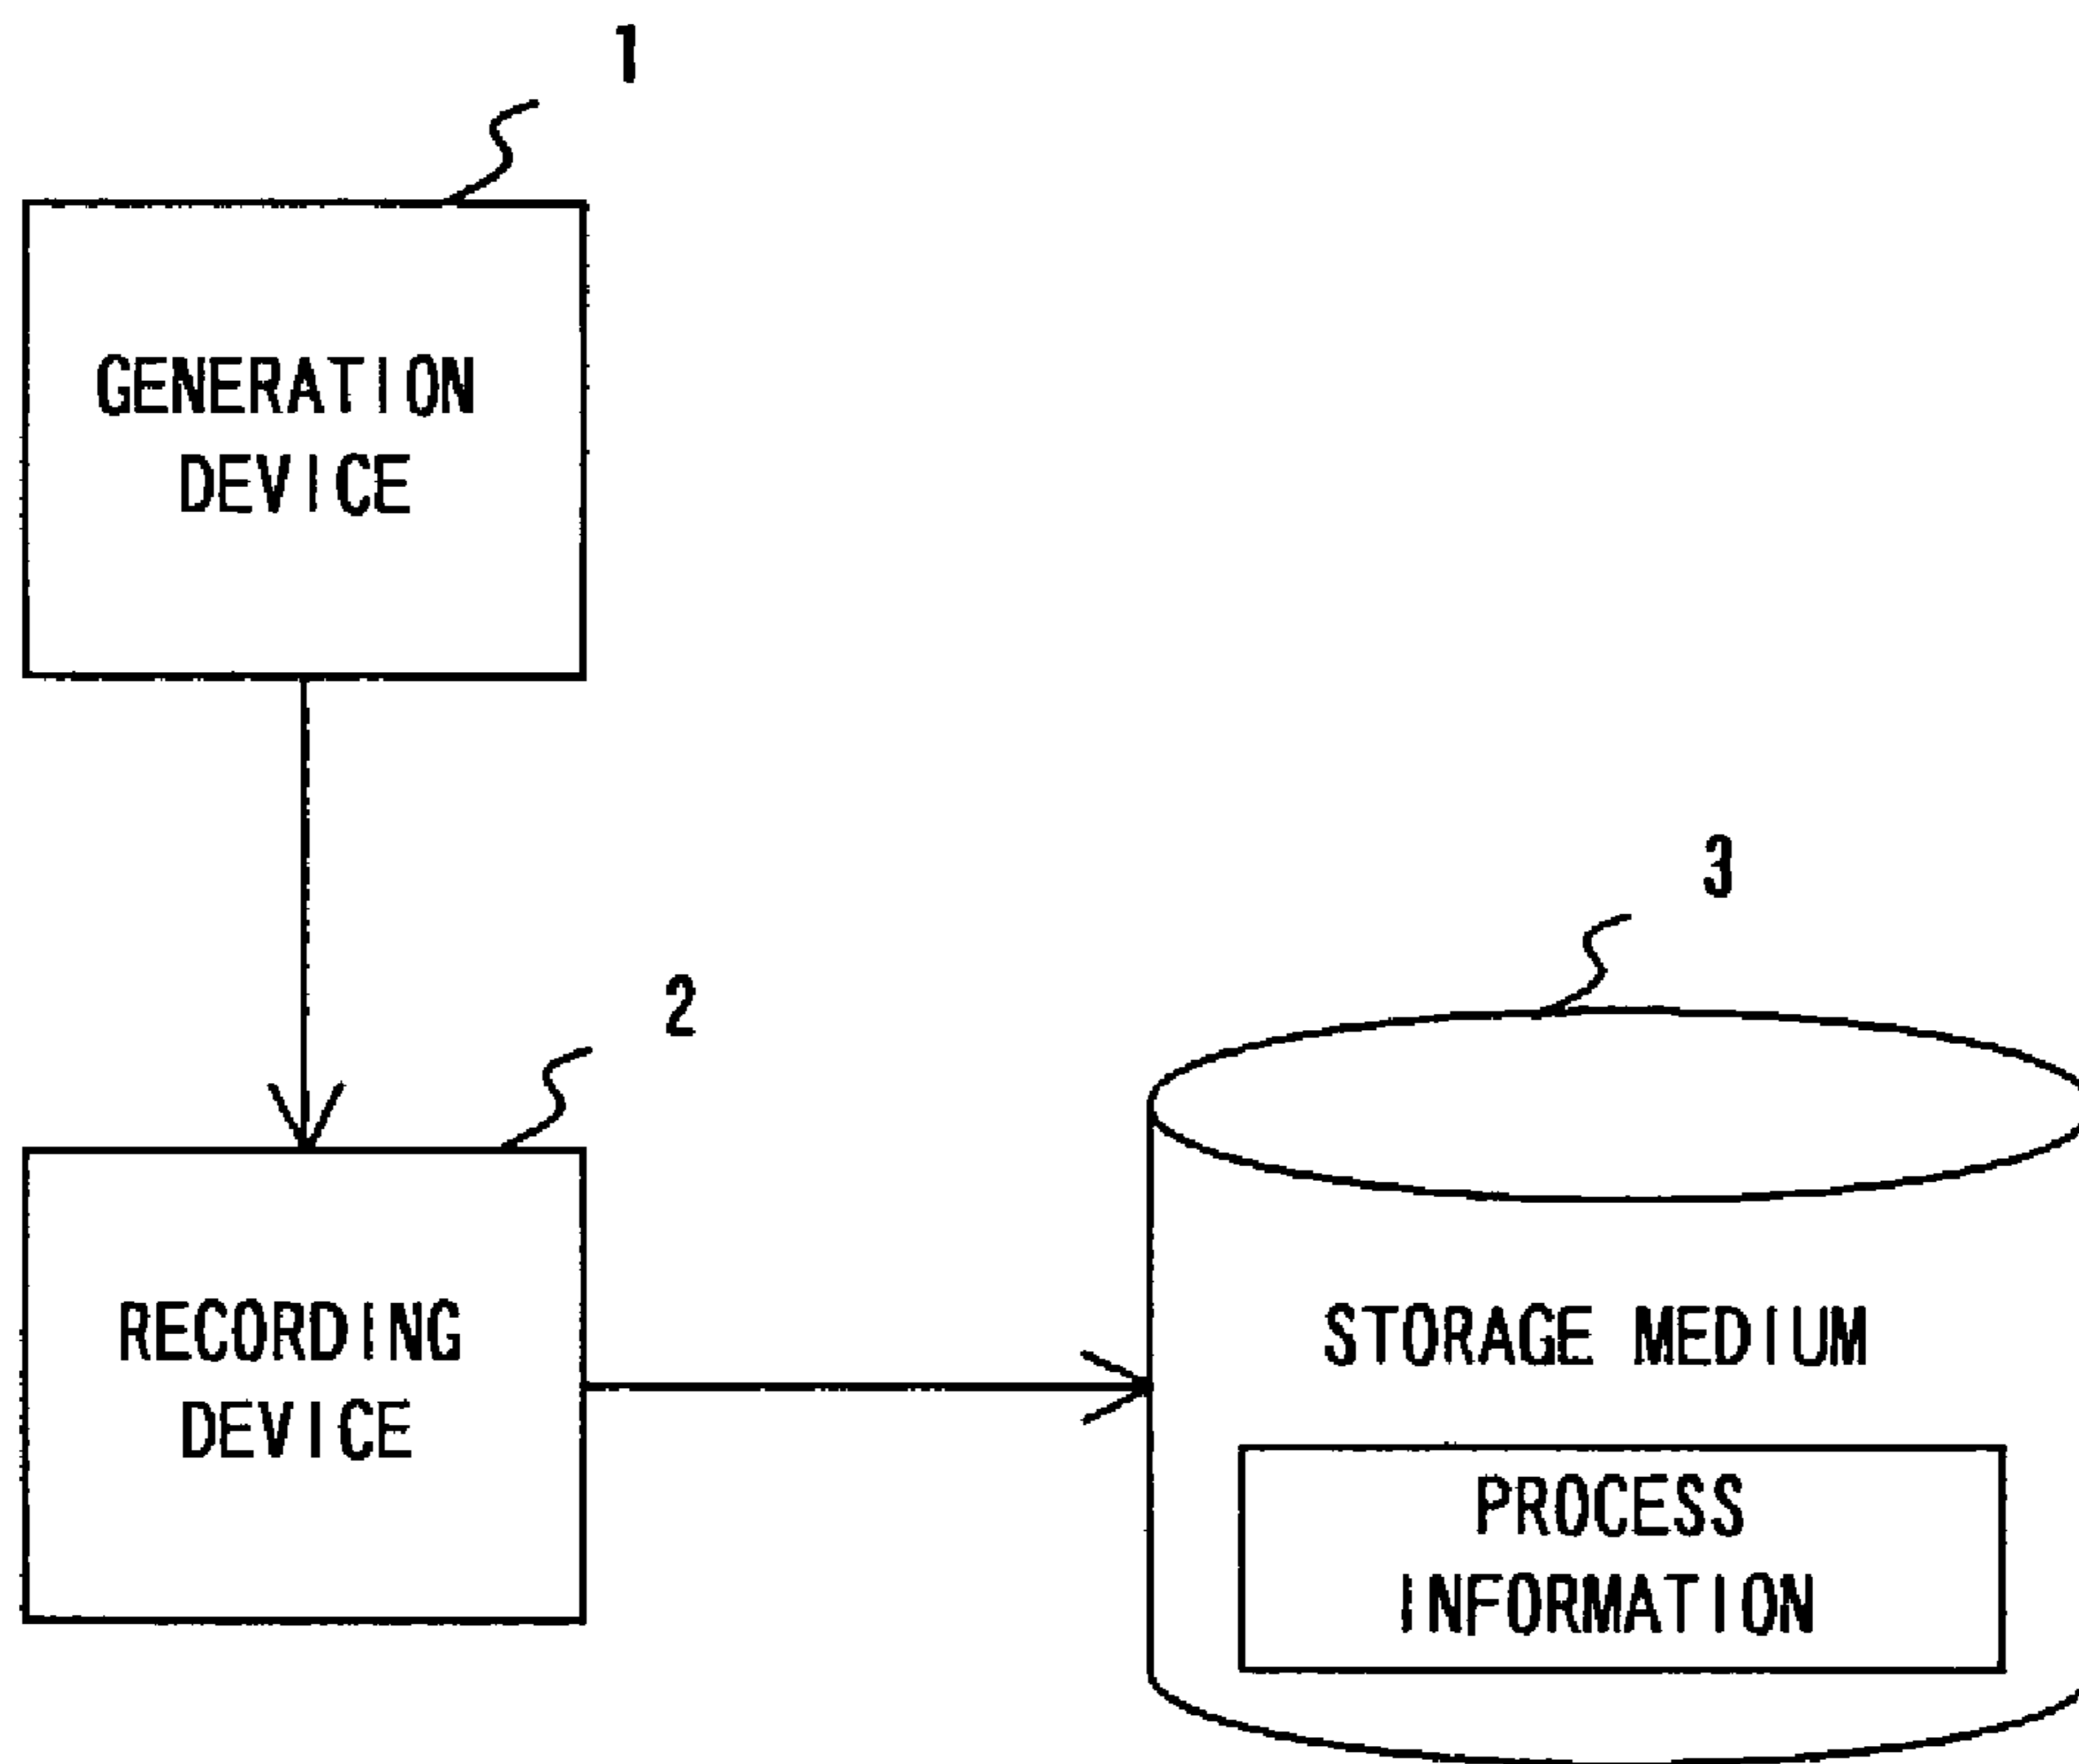 1
GENERATION
DEVICE
2
RECORDING
DEVICE
3
STORAGE MEDIUM
PROCESS
INFORMATION